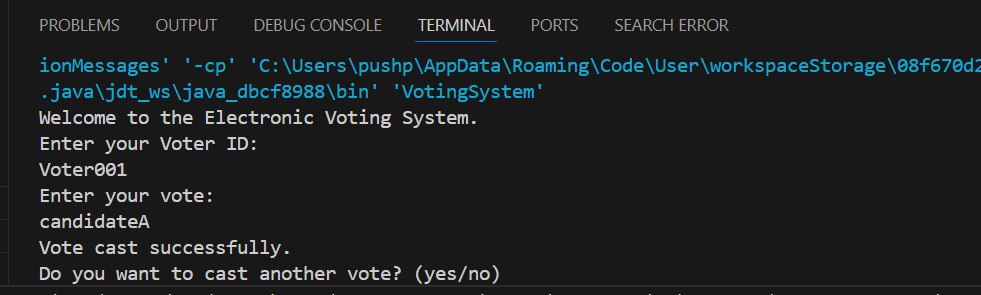 PROBLEMS OUTPUT DEBUG CONSOLE TERMINAL PORTS SEARCH ERROR
ionMessages' '-cp' 'C:\Users\pushp\AppData\Roaming\Code\User\workspaceStorage\08f670d2
.java\jdt_ws\java_dbcf8988\bin' 'VotingSystem'
Welcome to the Electronic Voting System.
Enter your Voter ID:
Voter001
Enter your vote:
candidateA
Vote cast successfully.
Do you want to cast another vote? (yes/no)